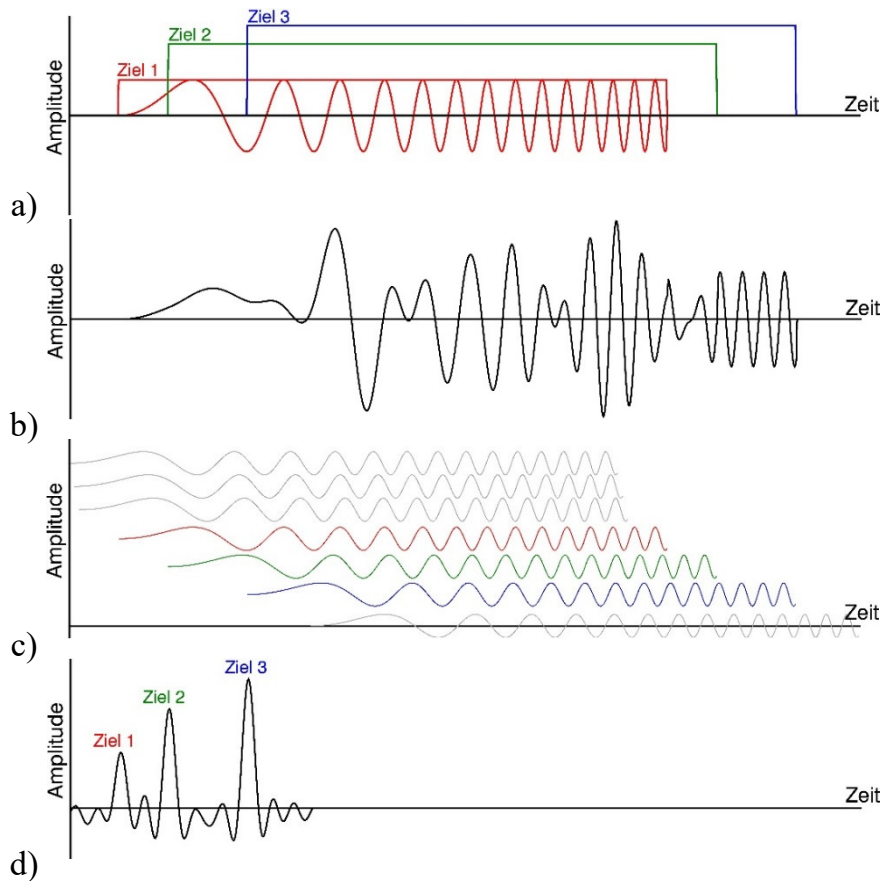 Ziel 3
Ziel 2
Ziel 1
Zeit
Amplitude
a)
Zeit
Amplitude
b)
Zeit
Amplitude
c)
Ziel 3
Ziel 2
Ziel 1
Zeit
Amplitude
d)